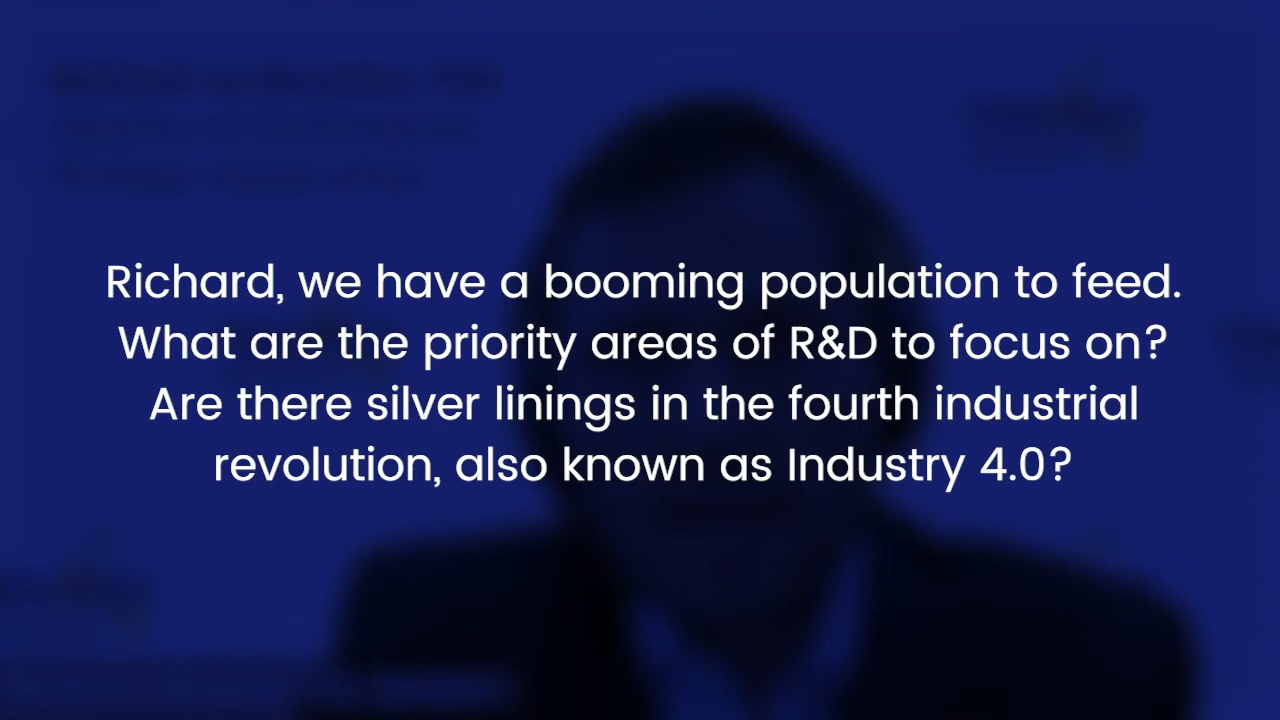 Richard, we have a booming population to feed.
What are the priority areas of R&D to focus on?
Are there silver linings in the fourth industrial
revolution, also known as Industry 4.0?